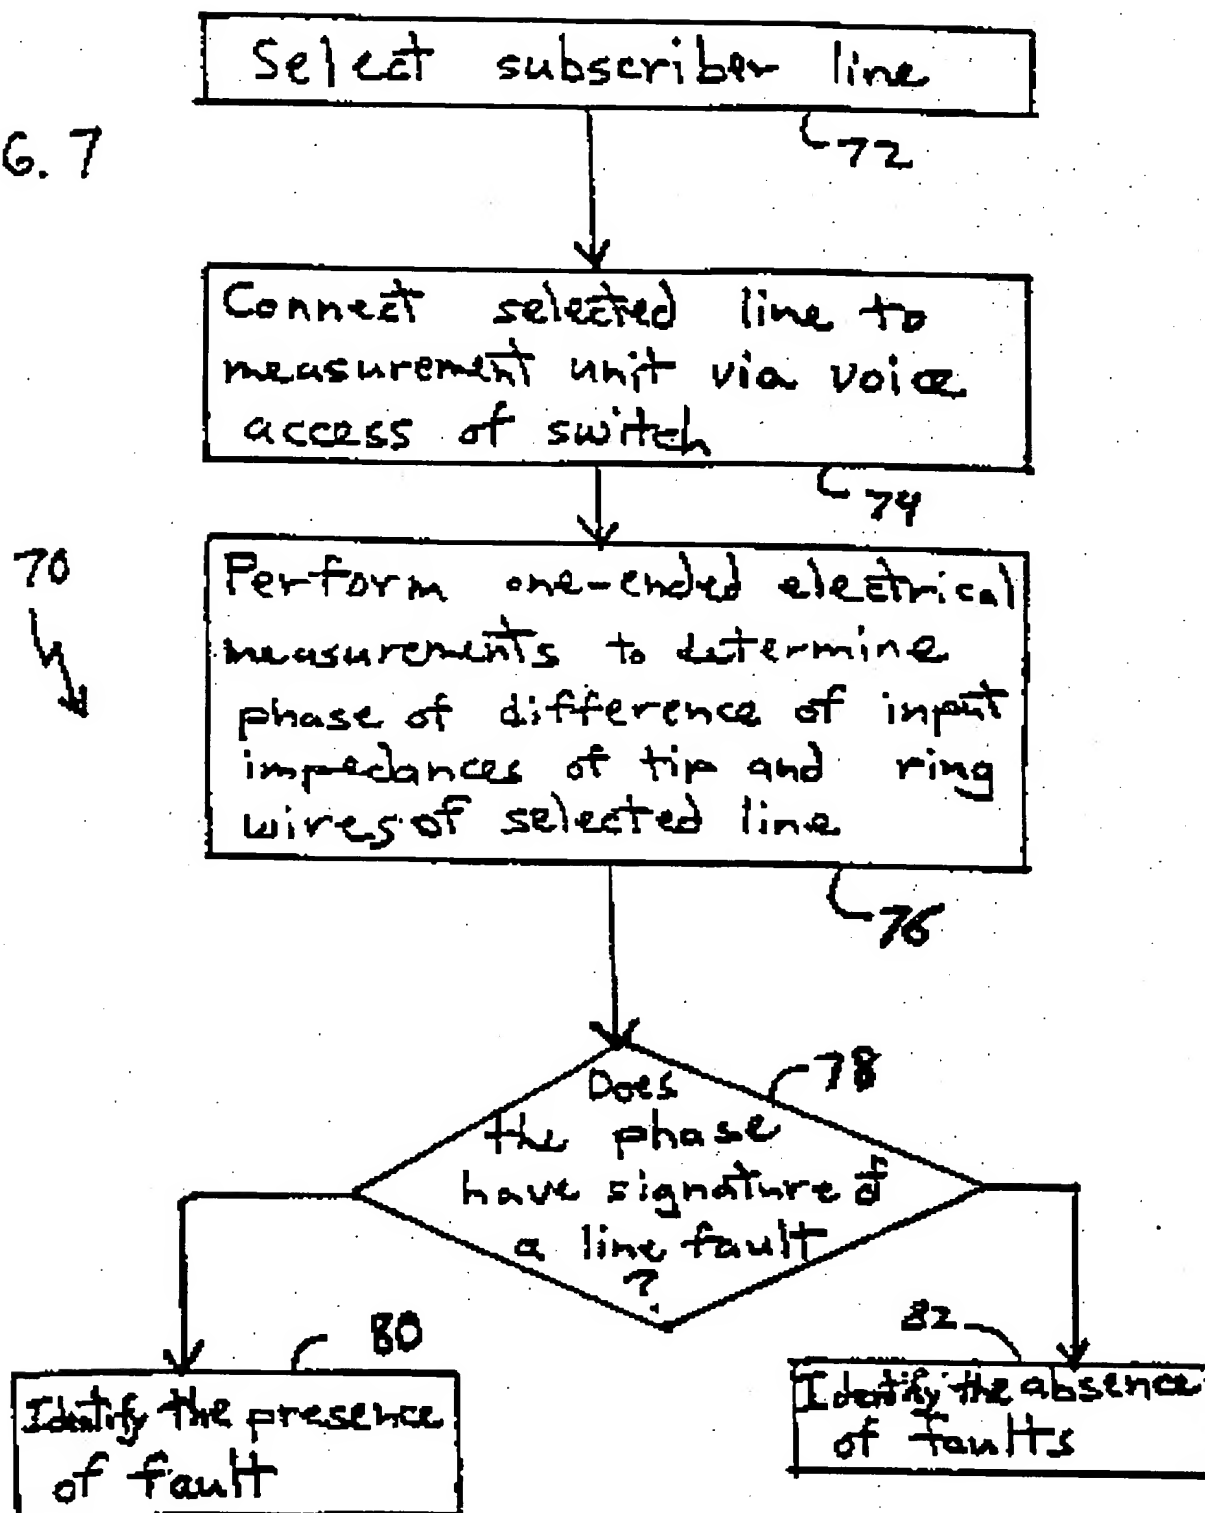 Select subscriber line
72
G. 7
Connect selected line to
measurement unit via voice
access of switch
74
70
Perform one-ended electrical
measurements to determine
phase of difference of input
impedances of tip and ring
wires of selected line
76
78
Does
the phase
have signature of
a line fault
?
80
82
Identify the presence
of fault
Identify the absence
of faults